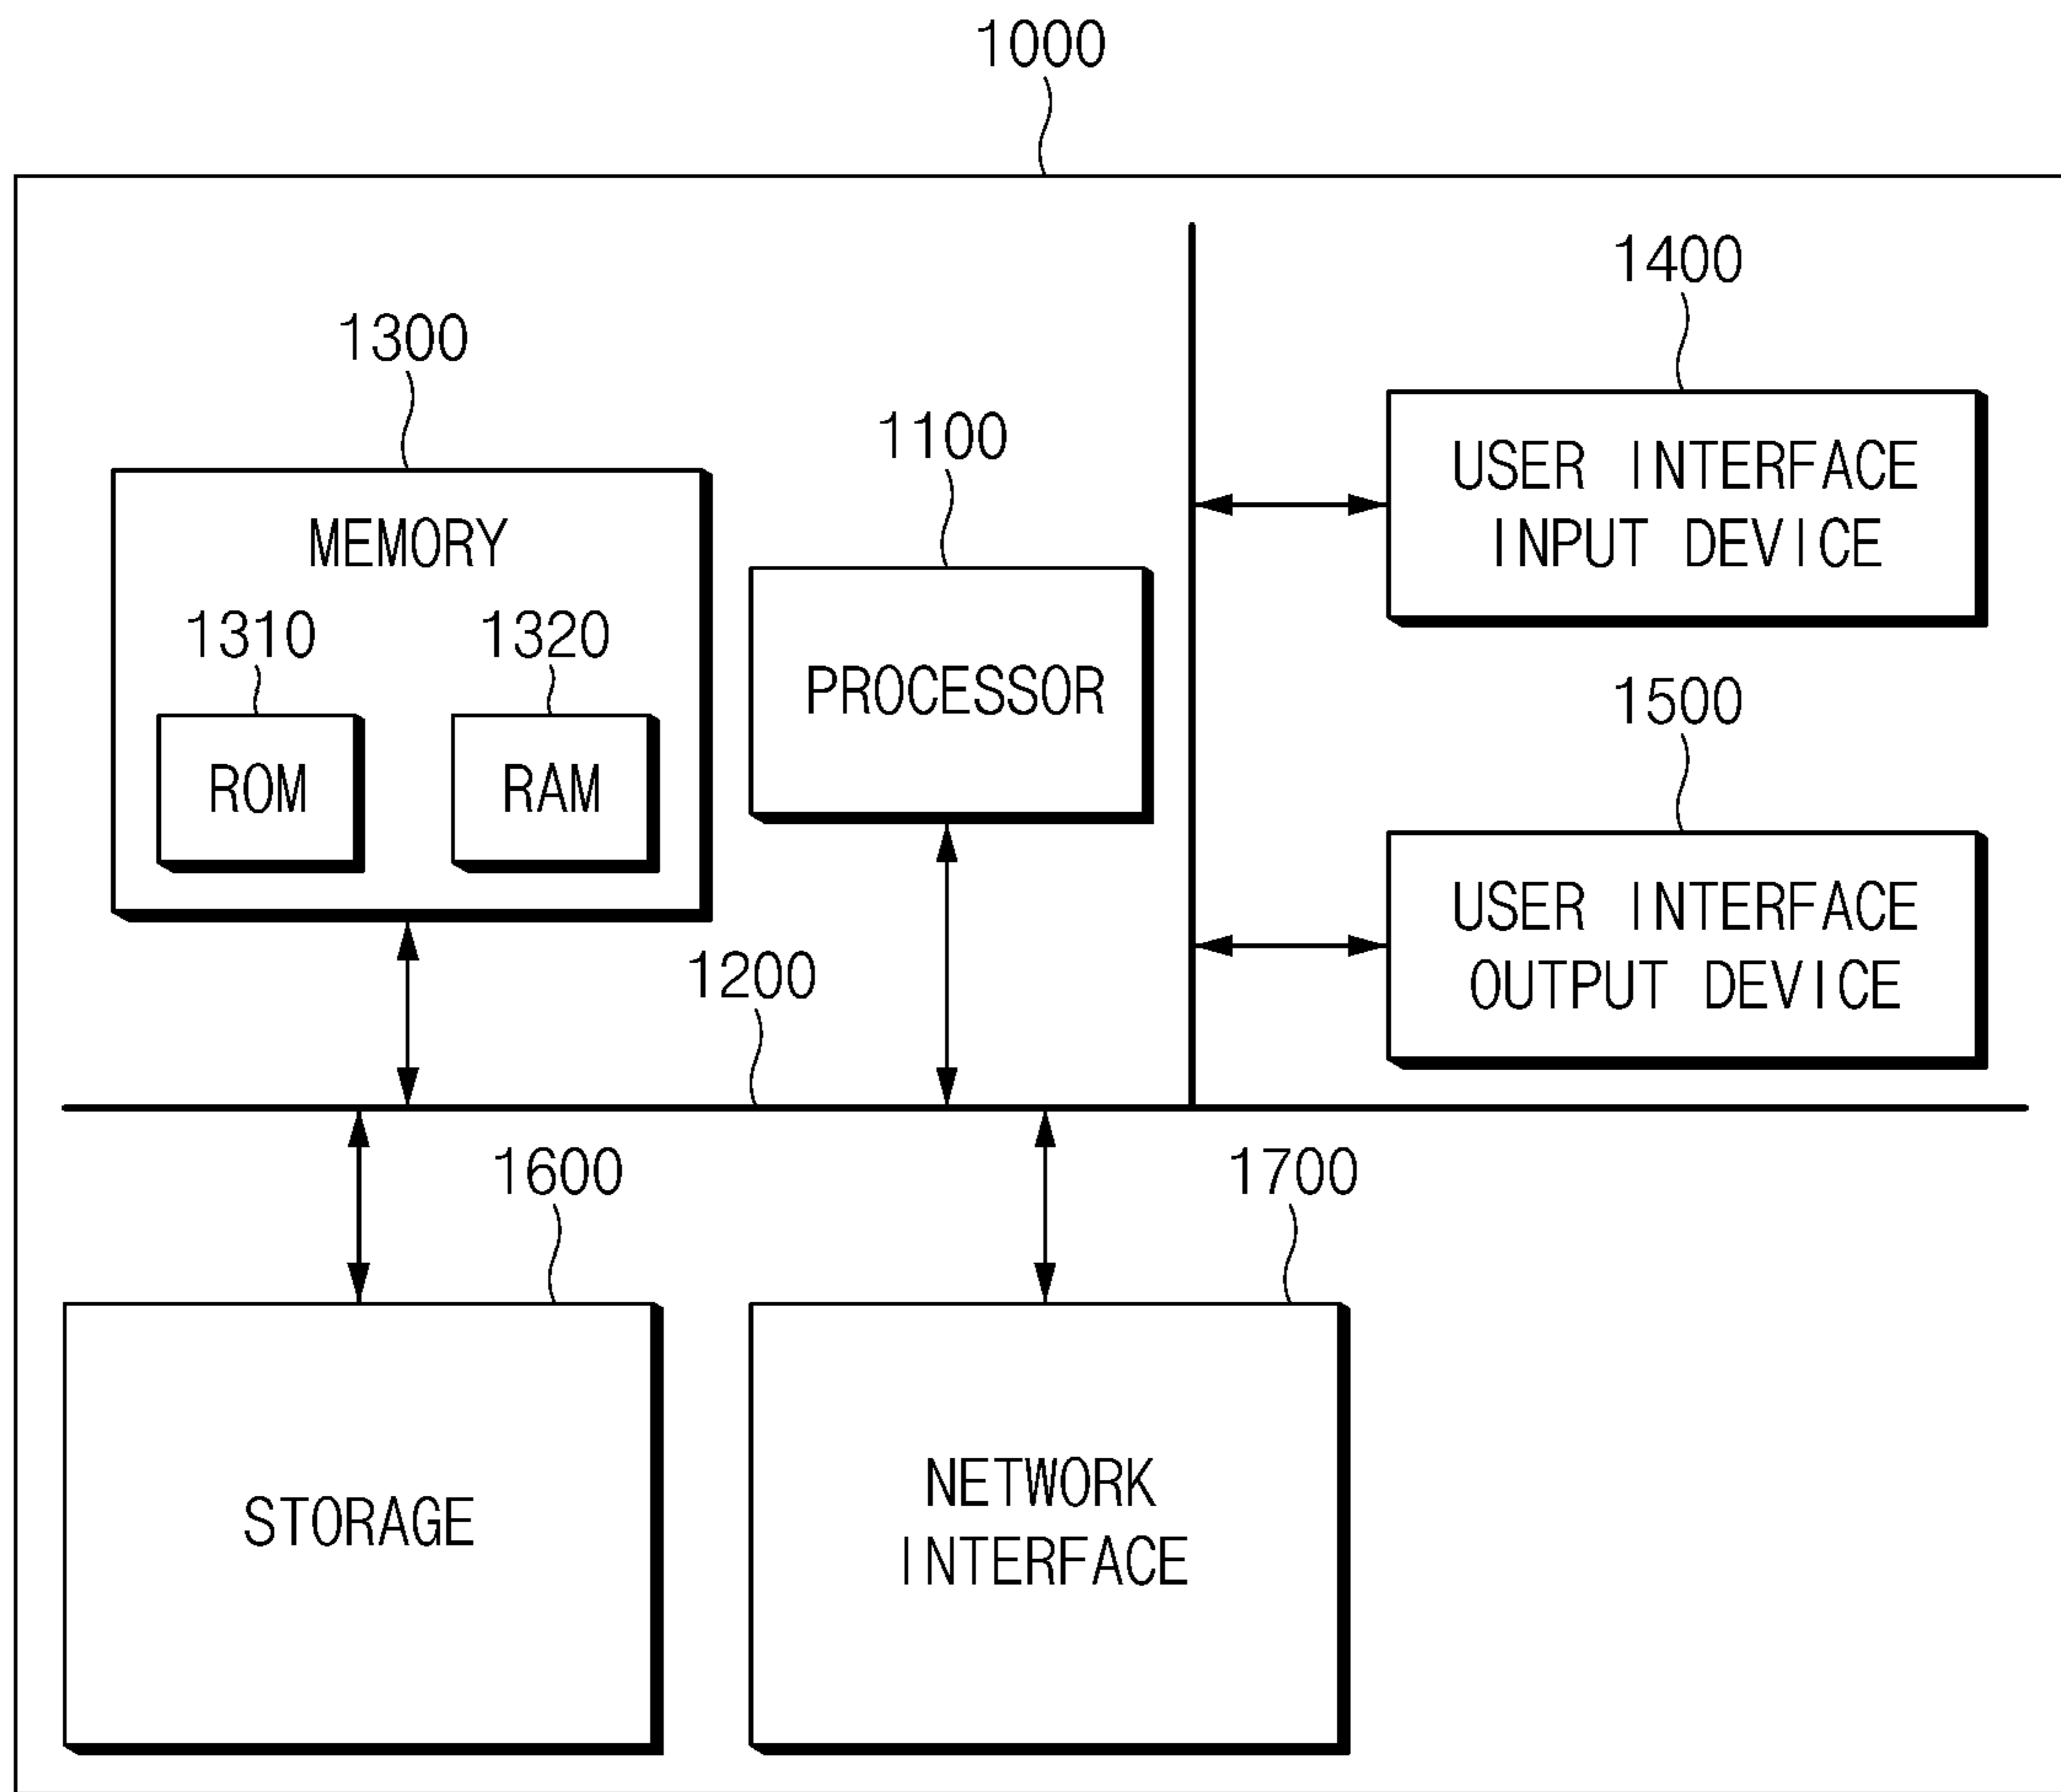 1000
1300
MEMORY
1310
1320
ROM
RAM
1100
PROCESSOR
1400
USER INTERFACE
INPUT DEVICE
1500
USER INTERFACE
OUTPUT DEVICE
1200
1600
STORAGE
1700
NETWORK
INTERFACE